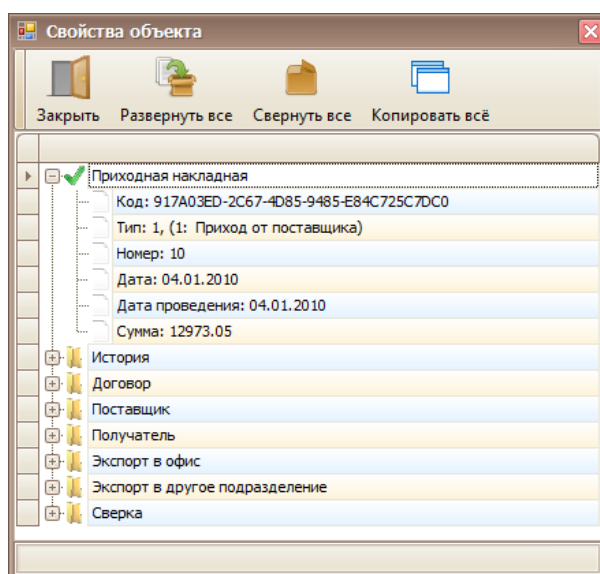 Свойства объекта
Закрыть Развернуть все Свернуть все Копировать всё
Приходная накладная
Код: 917A03ED-2C67-4D85-9485-E84C725C7DC0
Тип: 1, (1: Приход от поставщика)
Номер: 10
Дата: 04.01.2010
Дата проведения: 04.01.2010
Сумма: 12973.05
История
Договор
Поставщик
Получатель
Экспорт в офис
Экспорт в другое подразделение
Сверка